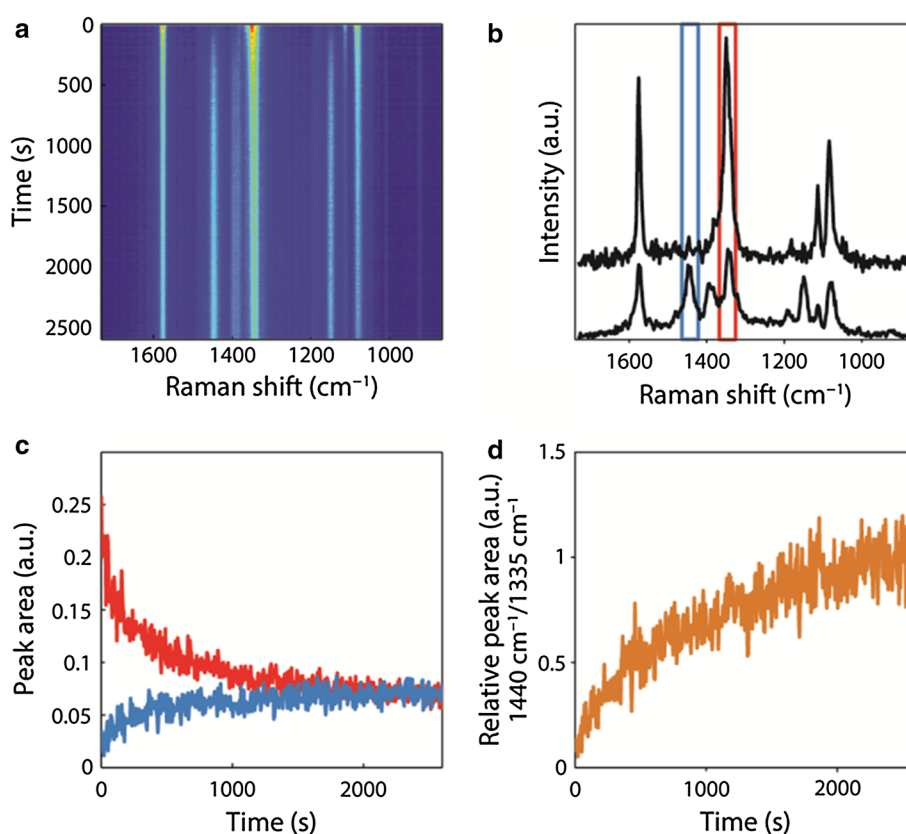 a
0
500
1000
1500
2000
2500
Time (s)
1600 1400 1200 1000
Raman shift (cm⁻¹)
b
Intensity (a.u.)
1600 1400 1200 1000
Raman shift (cm⁻¹)
c
0.25
0.2
0.15
0.1
0.05
0
Peak area (a.u.)
0 1000 2000
Time (s)
d
1.5
1
0.5
0
Relative peak area (a.u.)
1440 cm⁻¹/1335 cm⁻¹
0 1000 2000
Time (s)